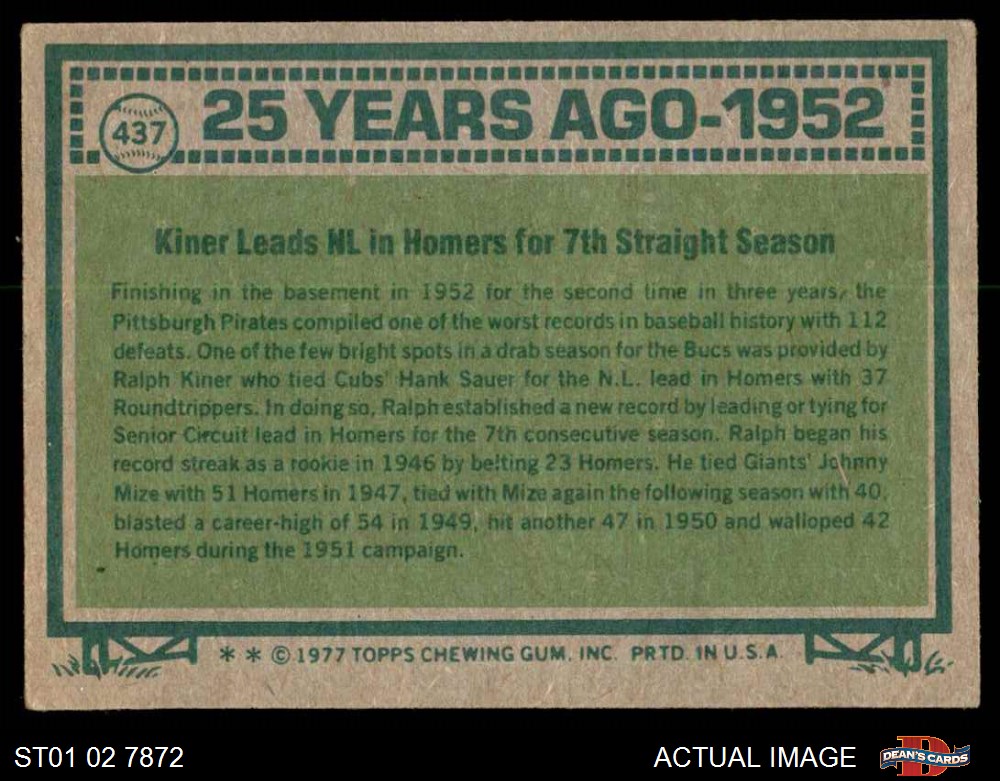 437
25 YEARS AGO-1952
Kiner Leads NL in Homers for 7th Straight Season
Finishing in the basement in 1952 for the second time in three years, the
Pittsburgh Pirates compiled one of the worst records in baseball history with 112
defeats. One of the few bright spots in a drab season for the Bucs was provided by
Ralph Kiner who tied Cubs' Hank Sauer for the N.L. lead in Homers with 37
Roundtrippers. In doing so, Ralph established a new record by leading or tying for
Senior Circuit lead in Homers for the 7th consecutive season. Ralph began his
record streak as a rookie in 1946 by belting 23 Homers. He tied Giants' Johnny
Mize with 51 Homers in 1947, tied with Mize again the following season with 40,
blasted a career-high of 54 in 1949, hit another 47 in 1950 and walloped 42
Homers during the 1951 campaign.
* * © 1977 TOPPS CHEWING GUM, INC. PRTD. IN U.S.A.
ST01 02 7872
ACTUAL IMAGE
D
DEAN'S CARDS